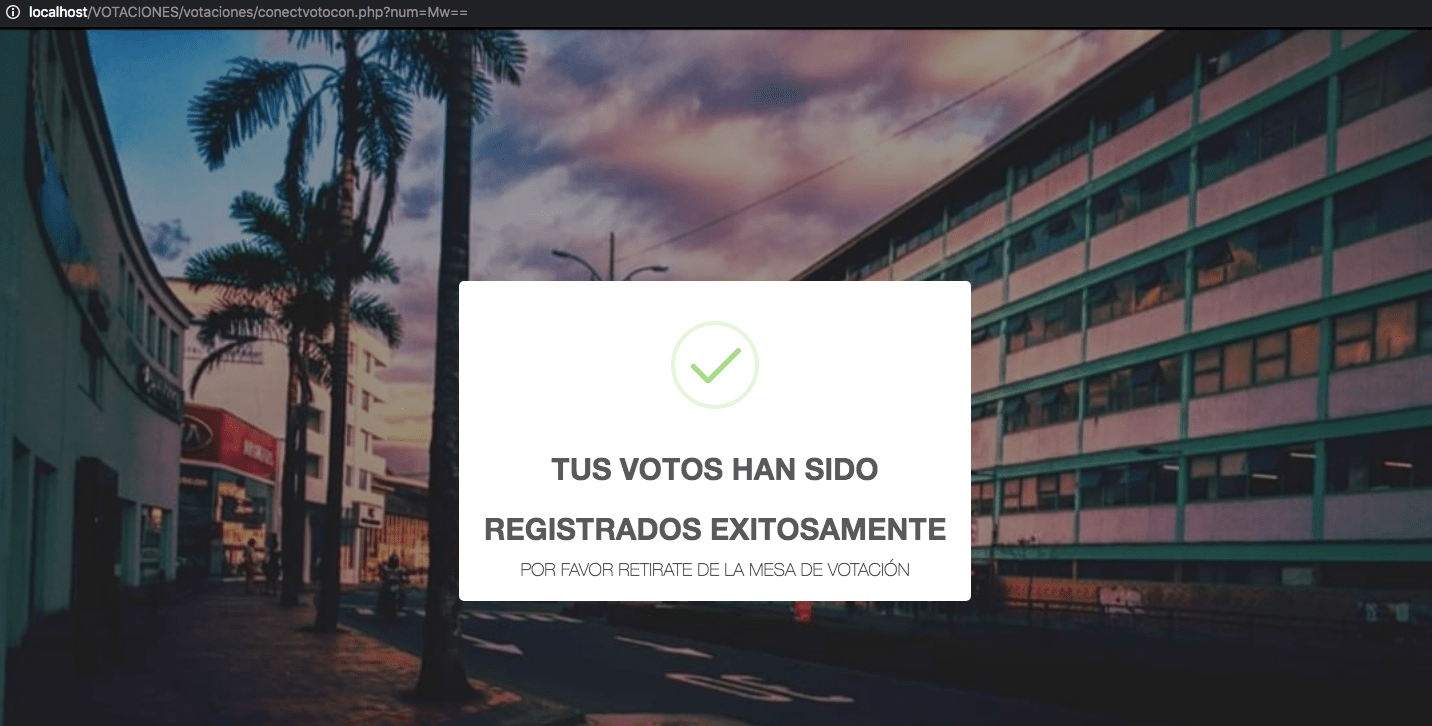 localhost/VOTACIONES/votaciones/conectvotocon.php?num=Mw==
TUS VOTOS HAN SIDO
REGISTRADOS EXITOSAMENTE
POR FAVOR RETIRATE DE LA MESA DE VOTACIÓN